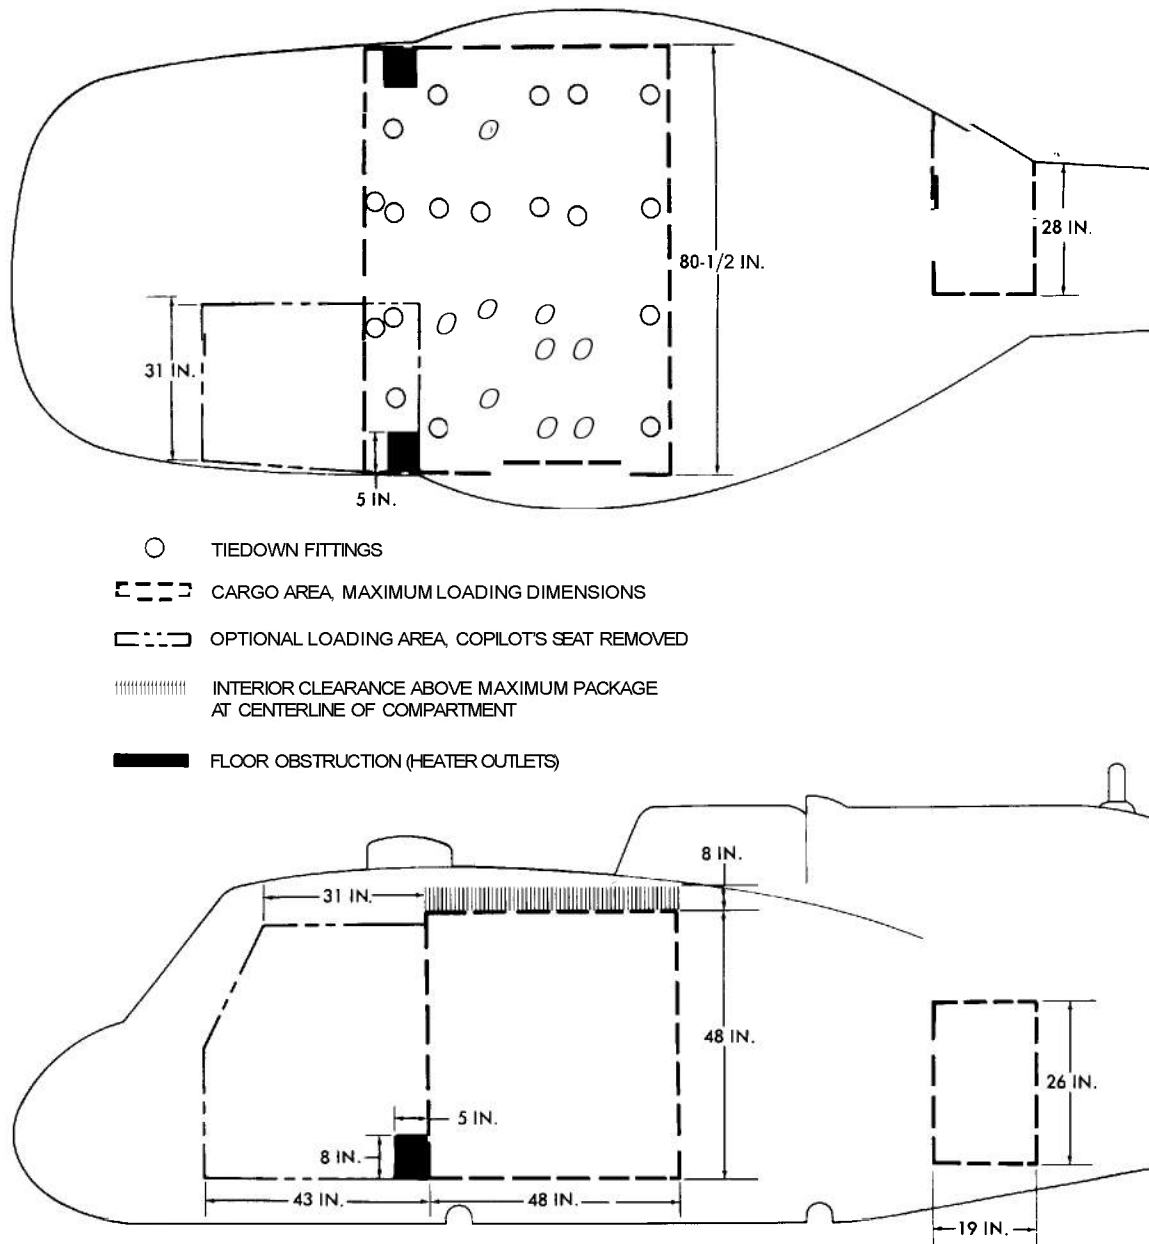 28 IN.
80-1/2 IN.
31 IN.
5 IN.
TIEDOWN FITTINGS
CARGO AREA, MAXIMUM LOADING DIMENSIONS
OPTIONAL LOADING AREA, COPILOT'S SEAT REMOVED
INTERIOR CLEARANCE ABOVE MAXIMUM PACKAGE
AT CENTERLINE OF COMPARTMENT
FLOOR OBSTRUCTION (HEATER OUTLETS)
8 IN.
31 IN.
48 IN.
26 IN.
5 IN.
8 IN.
43 IN.
48 IN.
19 IN.